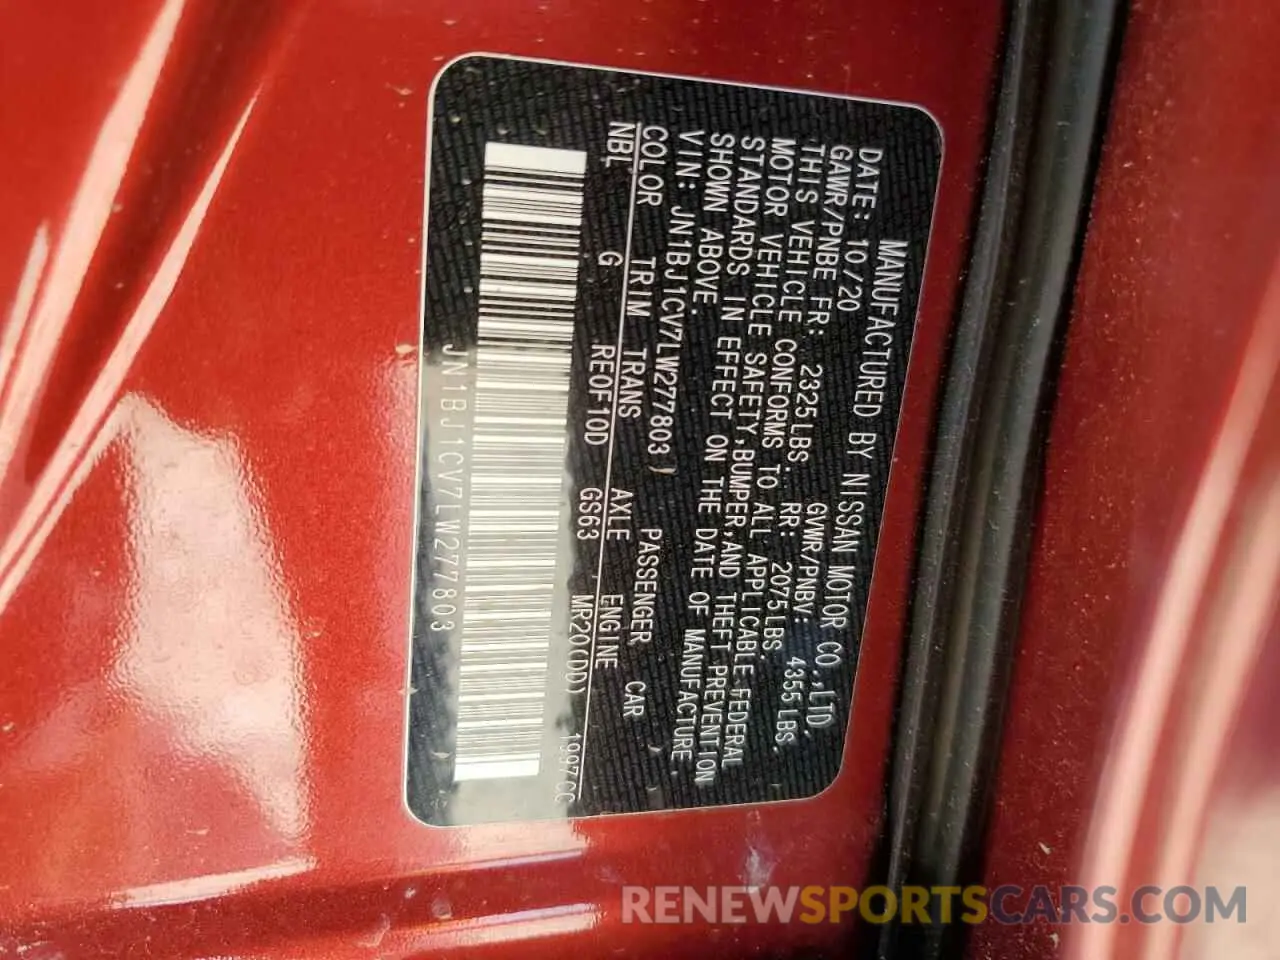 MANUFACTURED BY NISSAN MOTOR CO.,LTD.
DATE: 10/20 GVWR/PNBV: 4355LBS.
GAWR/PNBE FR: 2325LBS. RR: 2075LBS.
THIS VEHICLE CONFORMS TO ALL APPLICABLE FEDERAL
MOTOR VEHICLE SAFETY,BUMPER,AND THEFT PREVENTION
STANDARDS IN EFFECT ON THE DATE OF MANUFACTURE
SHOWN ABOVE.
VIN: JN1BJ1CV7LW277803) PASSENGER CAR
COLOR TRIM TRANS AXLE ENGINE
NBL G RE0F10D GS63 MR20(DD) 1997CC
JN1BJ1CV7LW277803
RENEWSPORTSCARS.COM